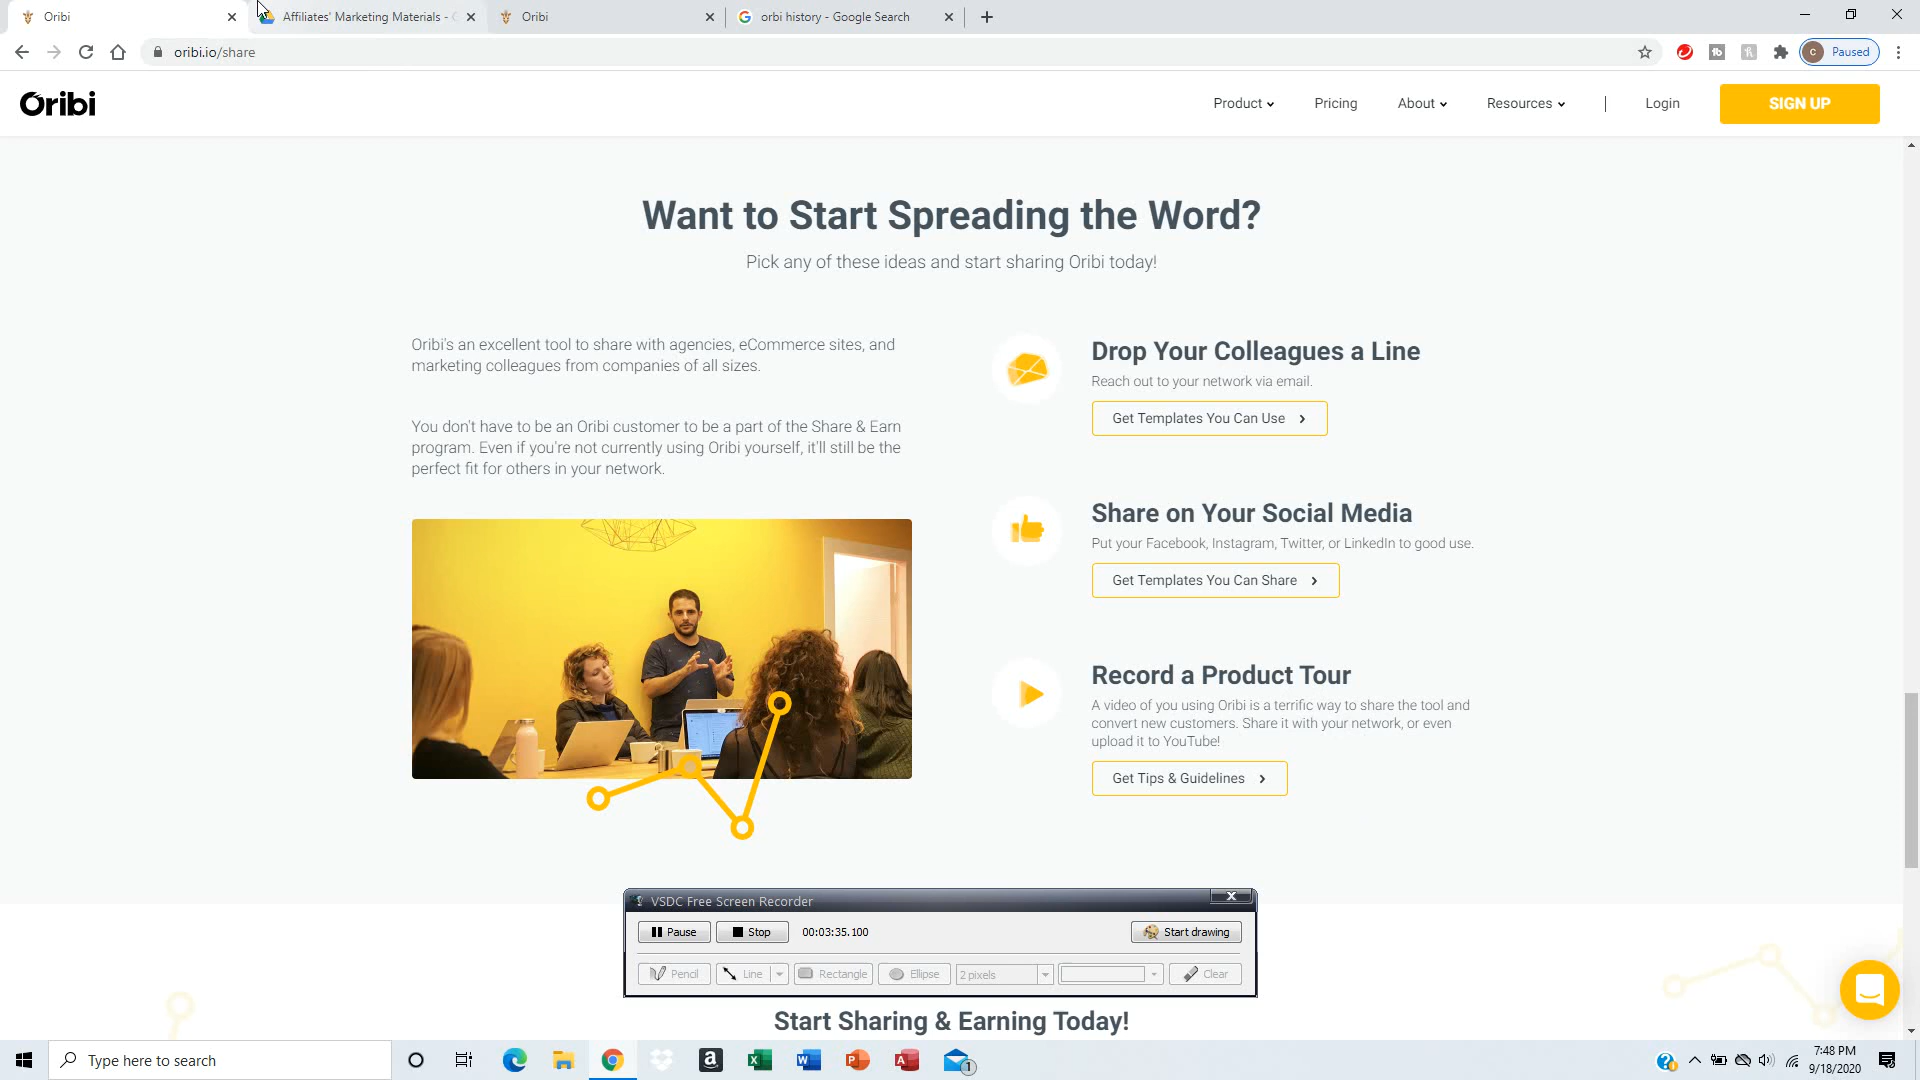 Oribi
Affiliates' Marketing Materials -
Oribi
orbi history - Google Search
oribi.io/share
Paused
Oribi
Product
Pricing
About
Resources
Login
SIGN UP
Want to Start Spreading the Word?
Pick any of these ideas and start sharing Oribi today!
Oribi's an excellent tool to share with agencies, eCommerce sites, and
marketing colleagues from companies of all sizes.
You don't have to be an Oribi customer to be a part of the Share & Earn
program. Even if you're not currently using Oribi yourself, it'll still be the
perfect fit for others in your network.
Drop Your Colleagues a Line
Reach out to your network via email.
Get Templates You Can Use
Share on Your Social Media
Put your Facebook, Instagram, Twitter, or LinkedIn to good use.
Get Templates You Can Share
Record a Product Tour
A video of you using Oribi is a terrific way to share the tool and
convert new customers. Share it with your network, or even
upload it to YouTube!
Get Tips & Guidelines
VSDC Free Screen Recorder
Pause
Stop
00:03:35.100
Start drawing
Pencil
Line
Rectangle
Ellipse
2 pixels
Clear
Start Sharing & Earning Today!
Type here to search
7:48 PM
9/18/2020